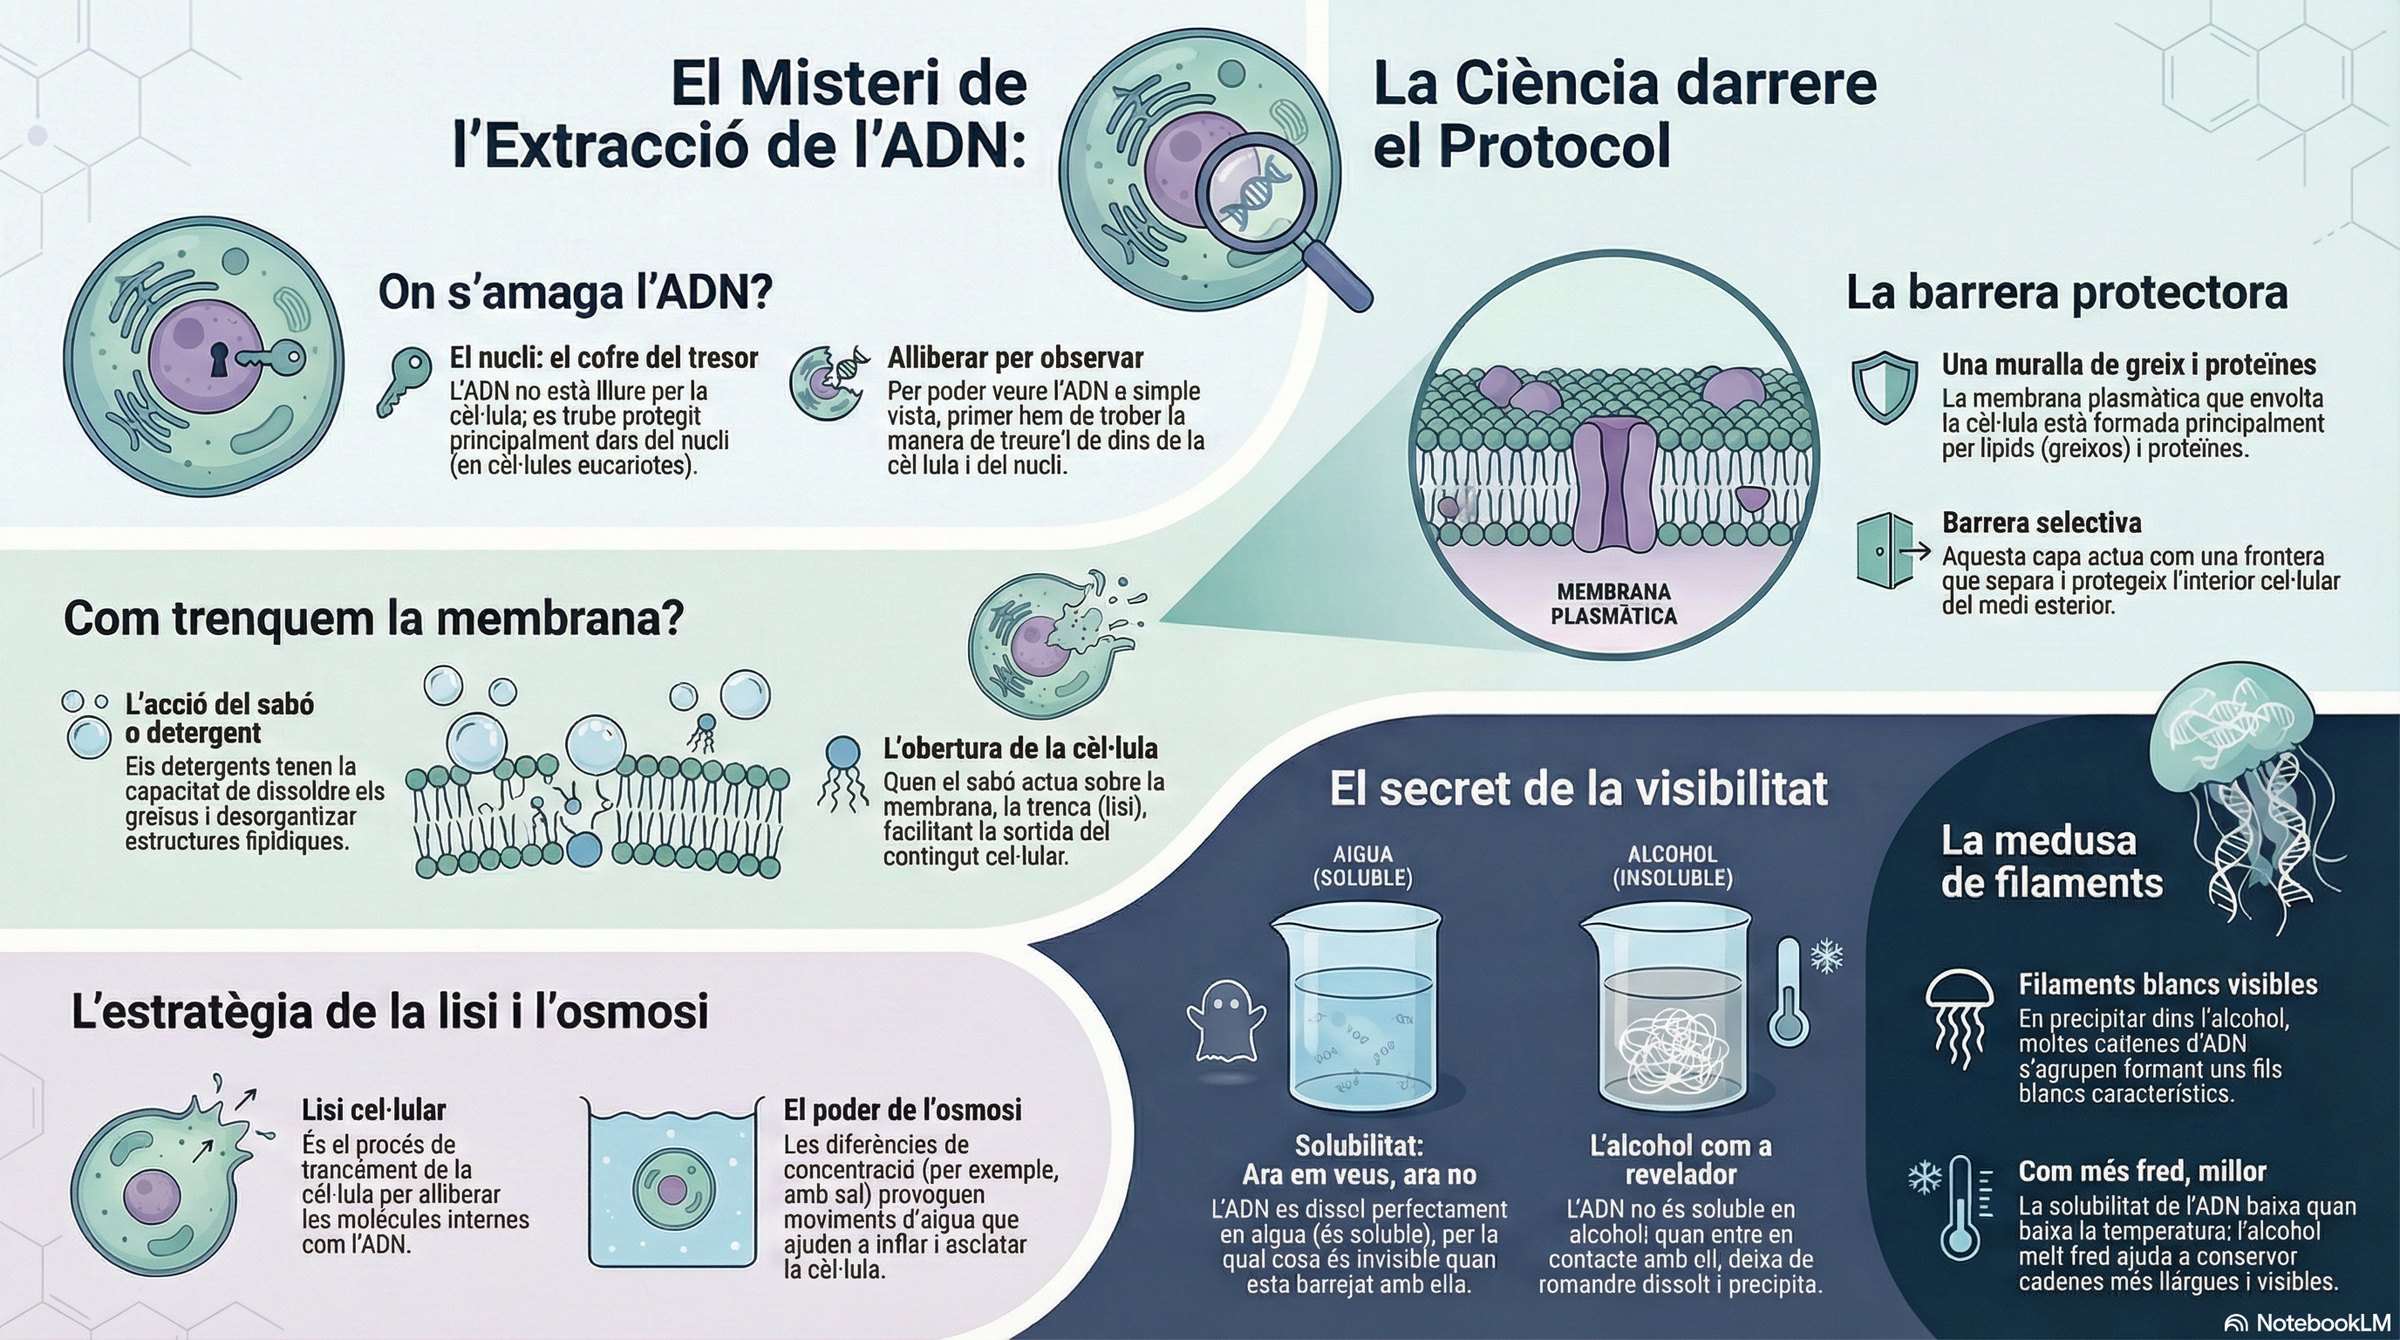 El Misteri de
l'Extracció de l'ADN:
La Ciència darrere
el Protocol
On s'amaga l'ADN?
El nucli: el cofre del tresor
L'ADN no està lllure per la
cèl·lula; es trube protegit
principalment dars del nucli
(en cèl·lules eucariotes).
Alliberar per observar
Per poder veure l'ADN e simple
vista, primer hem de trober la
manera de treure'l de dins de la
cèl lula i del nucli.
La barrera protectora
Una muralla de greix i proteïnes
La membrana plasmàtica que envolta
la cèl·lula està formada principalment
per lipids (greixos) i proteïnes.
Barrera selectiva
Aquesta capa actua com una frontera
que separa i protegeix l'interior cel·lular
del medi esterior.
MEMBRANA
PLASMĀTICA
Com trenquem la membrana?
L'acció del sabó
o detergent
Eis detergents tenen la
capacitat de dissoldre els
greisus i desorgantizar
estructures fipidiques.
L'obertura de la cèl·lula
Quen el sabó actua sobre la
membrana, la trenca (lisi),
facilitant la sortida del
contingut cel·lular.
L'estratègia de la lisi i l'osmosi
Lisi cel·lular
És el procés de
trancáment de la
cél·lula per alliberar
les molécules internes
com l'ADN.
El poder de l'osmosi
Les diferències de
concentració (per exemple,
amb sal) provoguen
moviments d'aigua que
ajuden a inflar i asclatar
la cèl·lula.
El secret de la visibilitat
AIGUA
(SOLUBLE)
ALCOHOL
(INSOLUBLE)
Solubilitat:
Ara em veus, ara no
L'ADN es dissol perfectament
en algua (és soluble), per la
qual cosa és invisible quan
esta barrejat amb ella.
L'alcohol com a
revelador
L'ADN no és soluble en
alcohol: quan entre en
contacte amb ell, deixa de
romandre dissolt i precipita.
La medusa
de filaments
Filaments blancs visibles
En precipitar dins l'alcohol,
moltes cadenes d'ADN
s'agrupen formant uns fils
blancs característics.
Com més fred, millor
La solubilitat de l'ADN baixa quan
baixa la temperatura; l'alcohol
melt fred ajuda a conservor
cadenes més llárgues i visibles.
NotebookLM